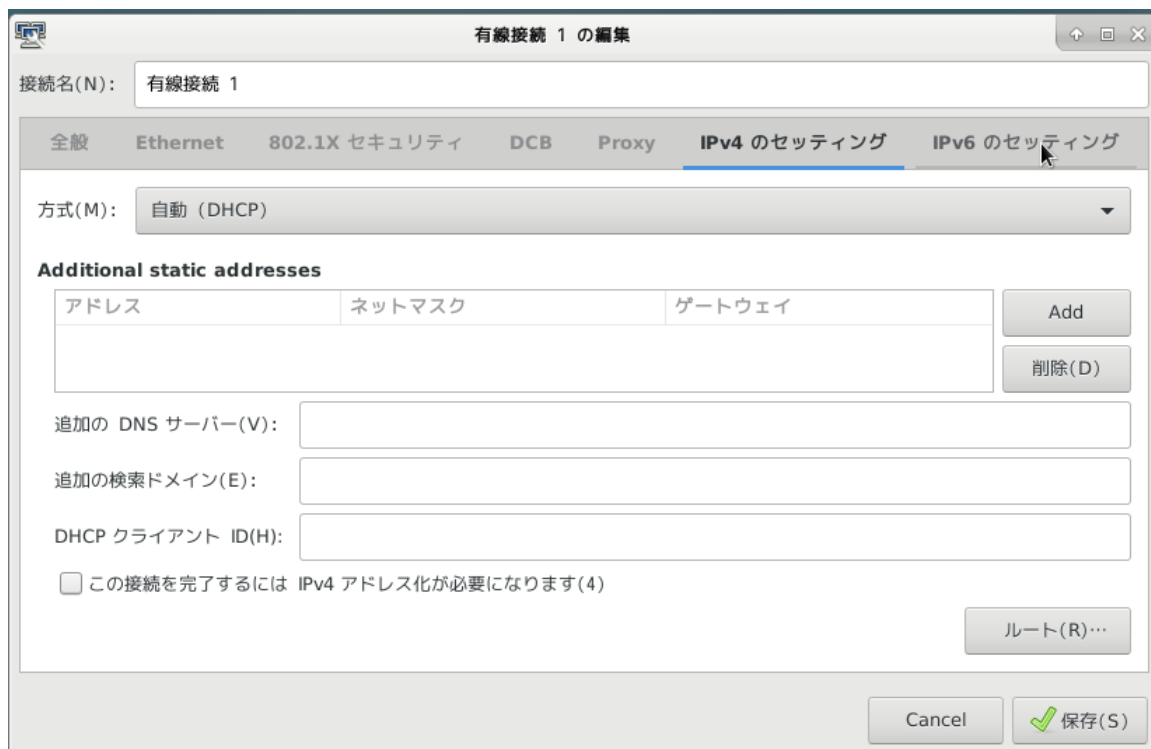 有線接続 1 の編集
接続名(N): 有線接続 1
全般 Ethernet 802.1X セキュリティ DCB Proxy IPv4 のセッティング IPv6 のセッティング
方式(M): 自動 (DHCP)
Additional static addresses
アドレス ネットマスク ゲートウェイ Add
削除(D)
追加の DNS サーバー(V):
追加の検索ドメイン(E):
DHCP クライアント ID(H):
この接続を完了するには IPv4 アドレス化が必要になります(4)
ルート(R)…
Cancel 保存(S)